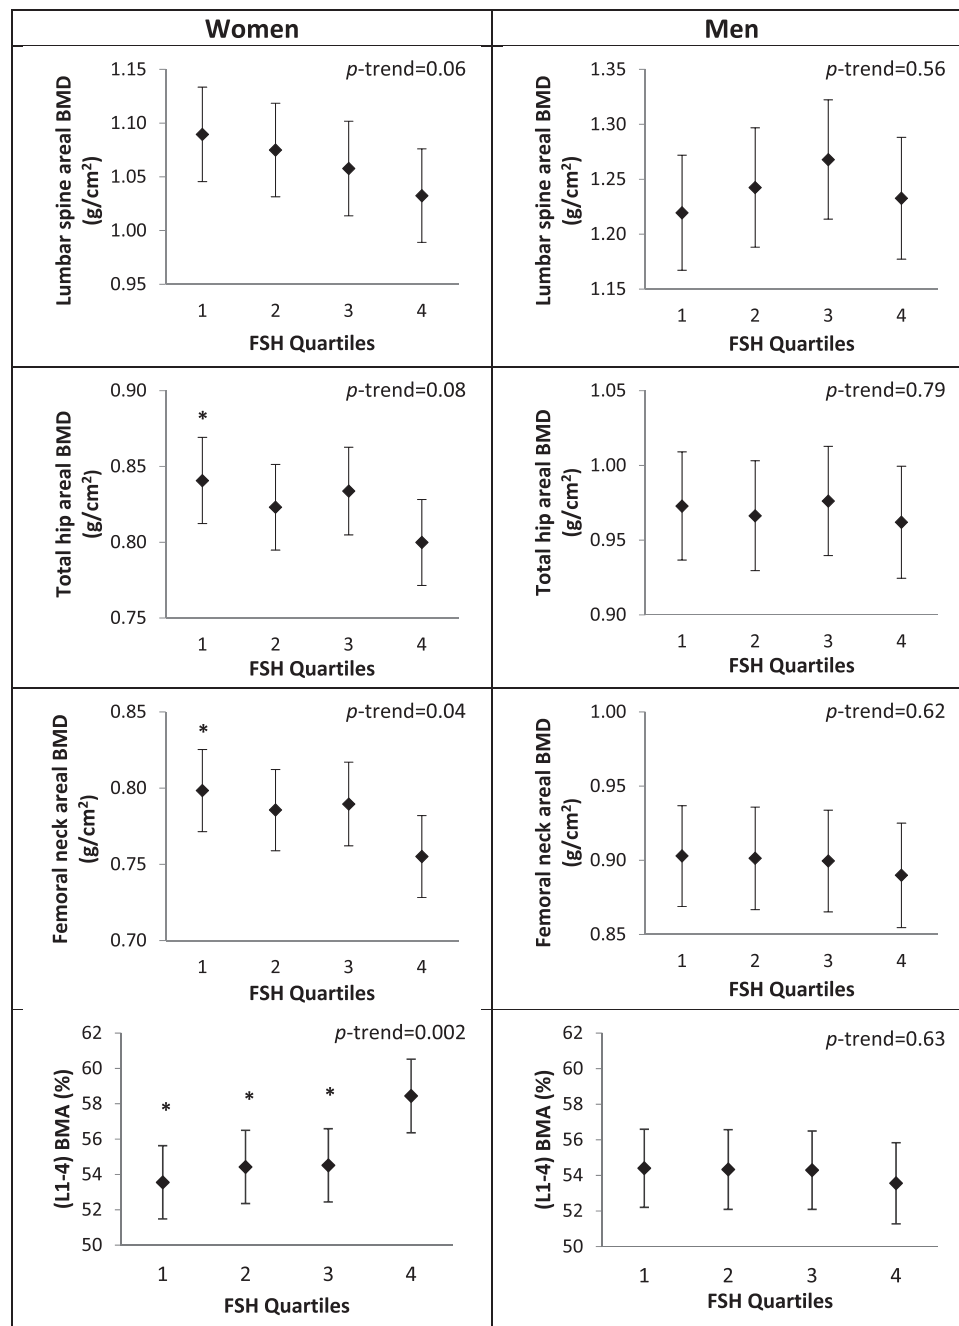 Women
Men
Lumbar spine areal BMD
(g/cm²)
p-trend=0.06
1.15
1.10
1.05
1.00
0.95
1 2 3 4
FSH Quartiles
Lumbar spine areal BMD
(g/cm²)
p-trend=0.56
1.35
1.30
1.25
1.20
1.15
1 2 3 4
FSH Quartiles
Total hip areal BMD
(g/cm²)
p-trend=0.08
0.90
0.85
0.80
0.75
*
1 2 3 4
FSH Quartiles
Total hip areal BMD
(g/cm²)
p-trend=0.79
1.05
1.00
0.95
0.90
1 2 3 4
FSH Quartiles
Femoral neck areal BMD
(g/cm²)
p-trend=0.04
0.85
0.80
0.75
0.70
*
1 2 3 4
FSH Quartiles
Femoral neck areal BMD
(g/cm²)
p-trend=0.62
1.00
0.95
0.90
0.85
1 2 3 4
FSH Quartiles
(L1-4) BMA (%)
p-trend=0.002
62
60
58
56
54
52
50
* * *
1 2 3 4
FSH Quartiles
(L1-4) BMA (%)
p-trend=0.63
62
60
58
56
54
52
50
1 2 3 4
FSH Quartiles